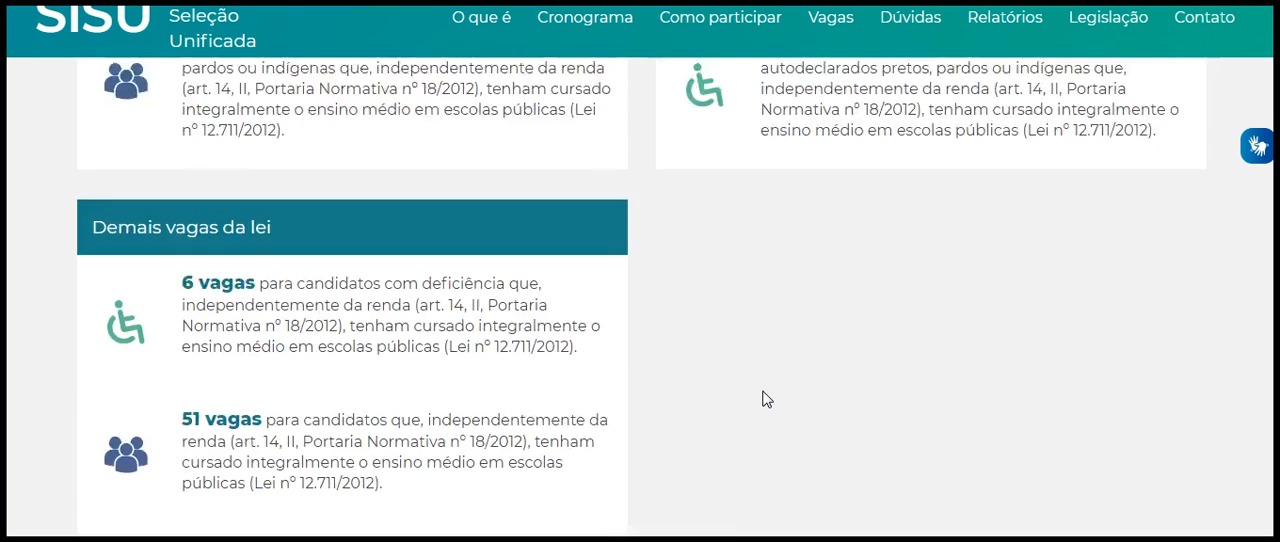 SISU
Seleção
Unificada
O que é
Cronograma
Como participar
Vagas
Dúvidas
Relatórios
Legislação
Contato
pardos ou indígenas que, independentemente da renda
(art. 14, II, Portaria Normativa nº 18/2012), tenham cursado
integralmente o ensino médio em escolas públicas (Lei
nº 12.711/2012).
autodeclarados pretos, pardos ou indígenas que,
independentemente da renda (art. 14, II, Portaria
Normativa nº 18/2012), tenham cursado integralmente o
ensino médio em escolas públicas (Lei nº 12.711/2012).
Demais vagas da lei
6 vagas para candidatos com deficiência que,
independentemente da renda (art. 14, II, Portaria
Normativa nº 18/2012), tenham cursado integralmente o
ensino médio em escolas públicas (Lei nº 12.711/2012).
51 vagas para candidatos que, independentemente da
renda (art. 14, II, Portaria Normativa nº 18/2012), tenham
cursado integralmente o ensino médio em escolas
públicas (Lei nº 12.711/2012).